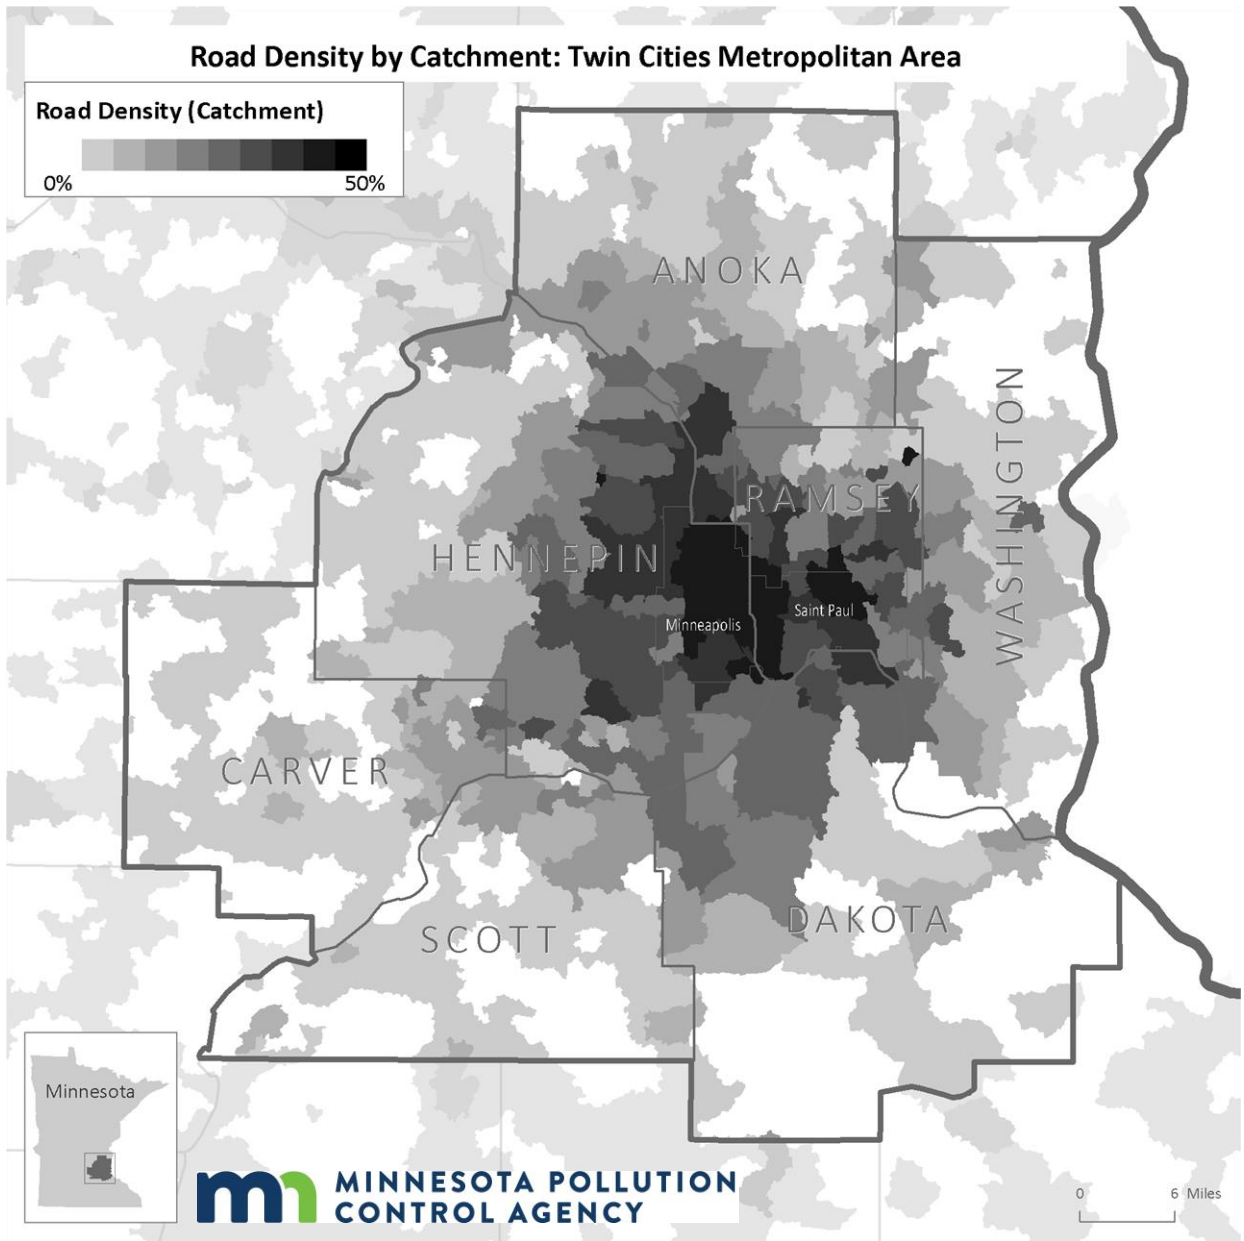 Road Density by Catchment: Twin Cities Metropolitan Area
Road Density (Catchment)
0% 50%
ANOKA
WASHINGTON
RAMSEY
HENNEPIN
Saint Paul
Minneapolis
CARVER
DAKOTA
SCOTT
Minnesota
mn MINNESOTA POLLUTION
CONTROL AGENCY
0 6 Miles